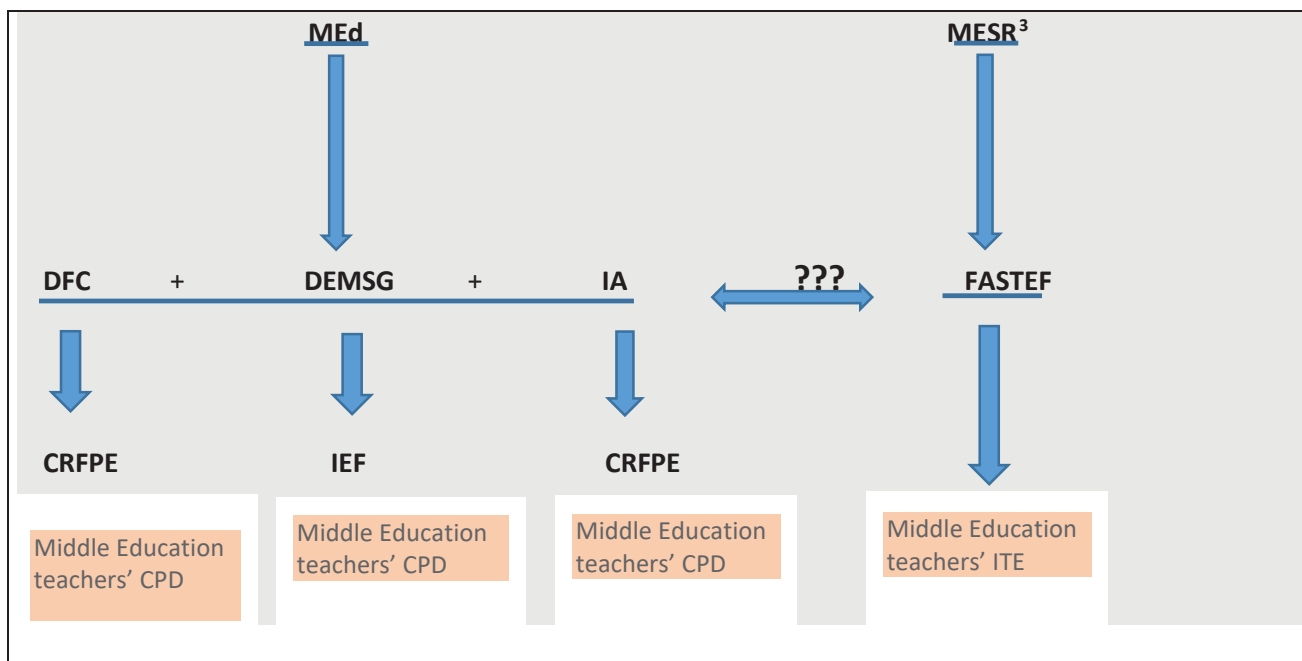 MEd MESR³
DFC + DEMSG + IA ??? FASTEF
CRFPE IEF CRFPE
Middle Education
teachers’ CPD
Middle Education
teachers’ CPD
Middle Education
teachers’ CPD
Middle Education
teachers’ ITE